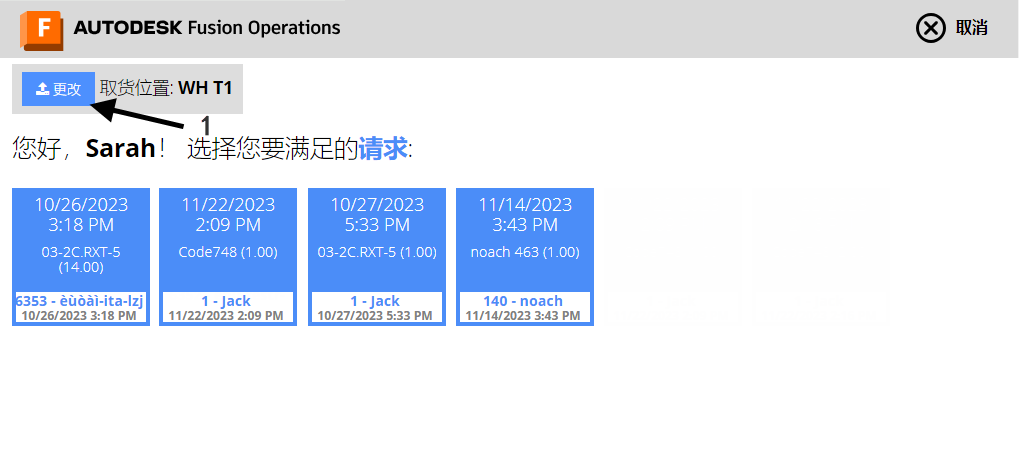 F AUTODESK Fusion Operations
取消
更改 取货位置: WH T1
1
您好，Sarah！ 选择您要满足的请求:
10/26/2023
3:18 PM
03-2C.RXT-5
(14.00)
6353 - èùòàì-ita-lzj
10/26/2023 3:18 PM
11/22/2023
2:09 PM
Code748 (1.00)
1 - Jack
11/22/2023 2:09 PM
10/27/2023
5:33 PM
03-2C.RXT-5 (1.00)
1 - Jack
10/27/2023 5:33 PM
11/14/2023
3:43 PM
noach 463 (1.00)
140 - noach
11/14/2023 3:43 PM